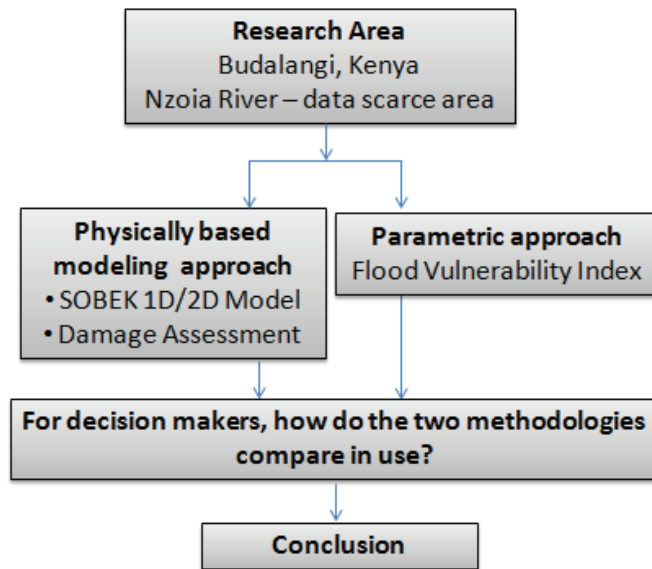 Research Area
Budalangi, Kenya
Nzoia River – data scarce area
Physically based
modeling approach
• SOBEK 1D/2D Model
• Damage Assessment
Parametric approach
Flood Vulnerability Index
For decision makers, how do the two methodologies
compare in use?
Conclusion